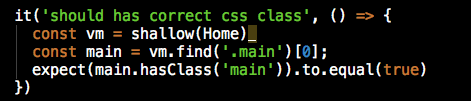 it('should has correct css class', () => {
  const vm = shallow(Home)
  const main = vm.find('.main')[0];
  expect(main.hasClass('main')).to.equal(true)
})